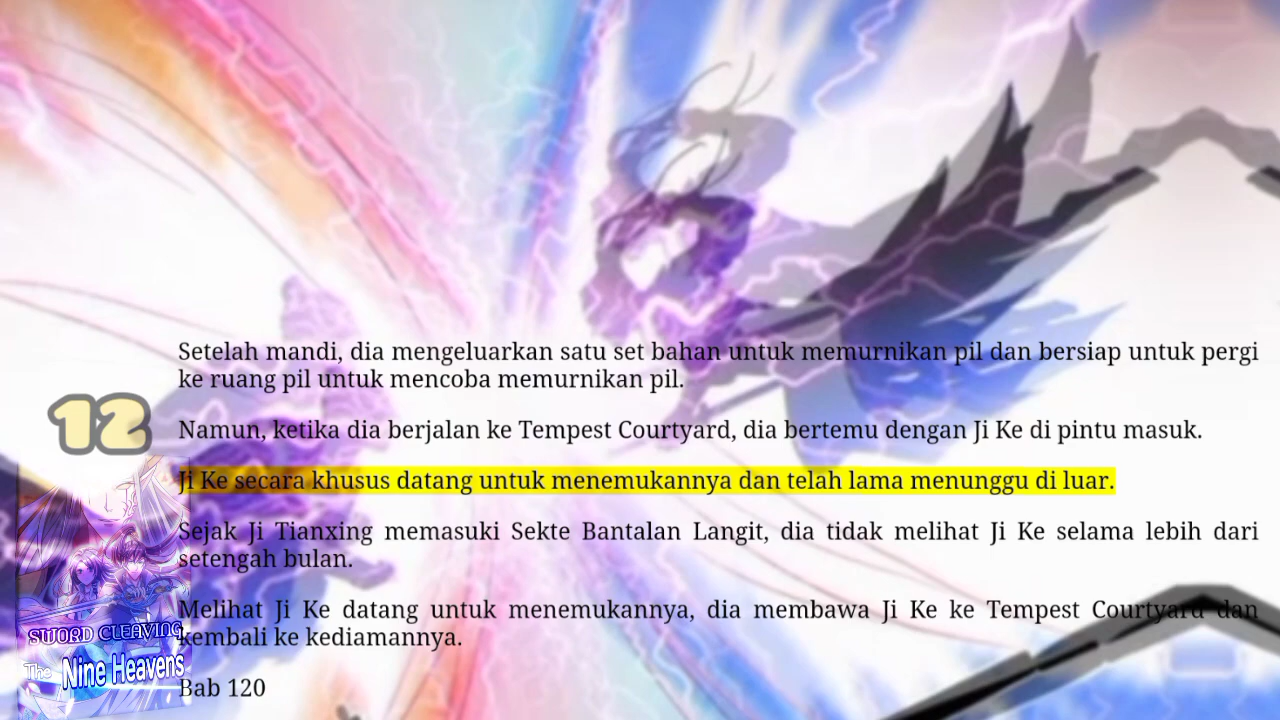 Setelah mandi, dia mengeluarkan satu set bahan untuk memurnikan pil dan bersiap untuk pergi
ke ruang pil untuk mencoba memurnikan pil.
12
Namun, ketika dia berjalan ke Tempest Courtyard, dia bertemu dengan Ji Ke di pintu masuk.
Ji Ke secara khusus datang untuk menemukannya dan telah lama menunggu di luar.
Sejak Ji Tianxing memasuki Sekte Bantalan Langit, dia tidak melihat Ji Ke selama lebih dari
setengah bulan.
Melihat Ji Ke datang untuk menemukannya, dia membawa Ji Ke ke Tempest Courtyard dan
kembali ke kediamannya.
SWORD CLEAVING
The Nine Heavens
Bab 120